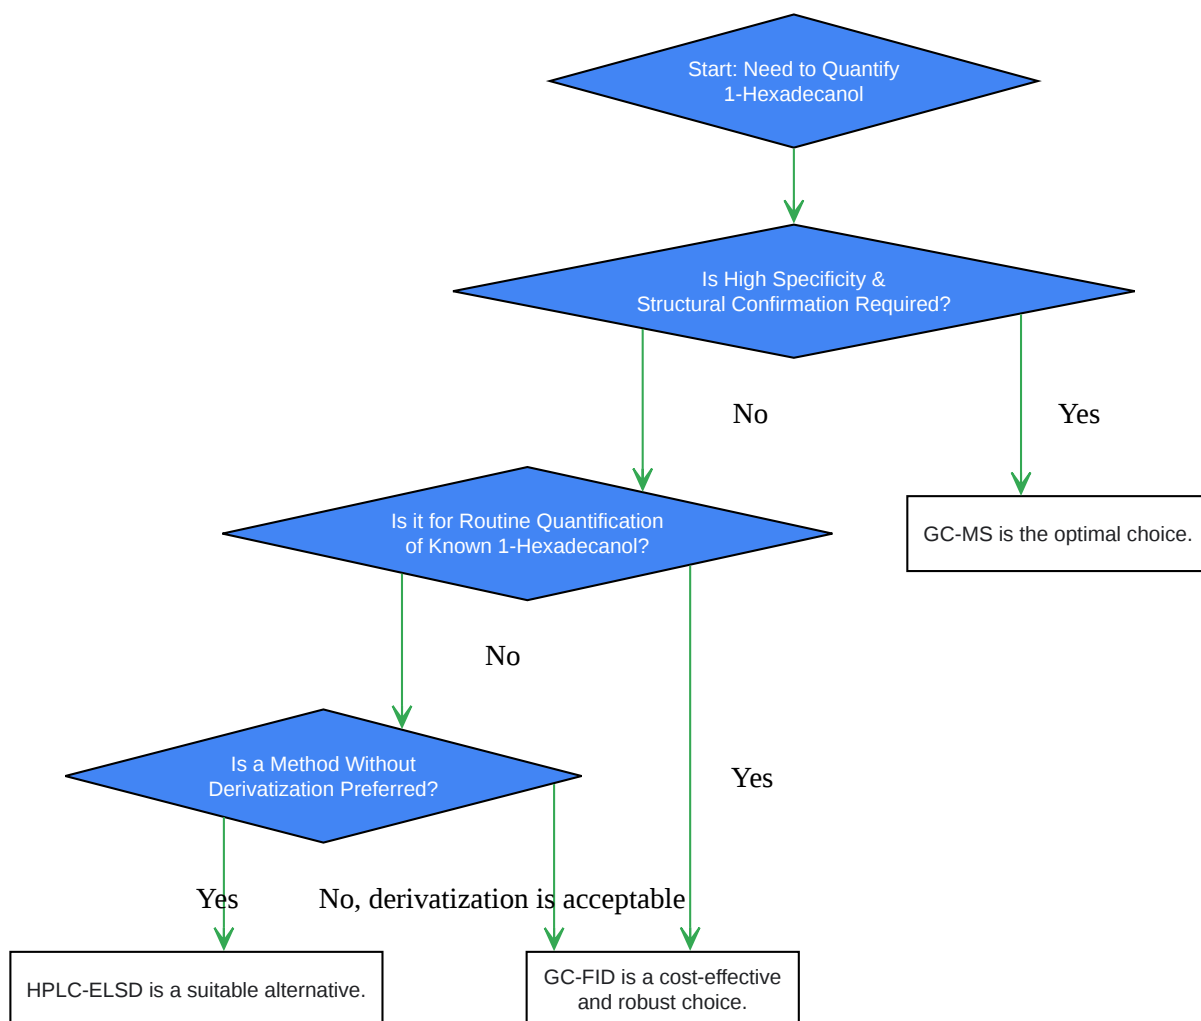 Start: Need to Quantify
1-Hexadecanol
Is High Specificity &
Structural Confirmation Required?
No
Yes
Is it for Routine Quantification
of Known 1-Hexadecanol?
GC-MS is the optimal choice.
No
Is a Method Without
Derivatization Preferred?
Yes
Yes
No, derivatization is acceptable
HPLC-ELSD is a suitable alternative.
GC-FID is a cost-effective
and robust choice.